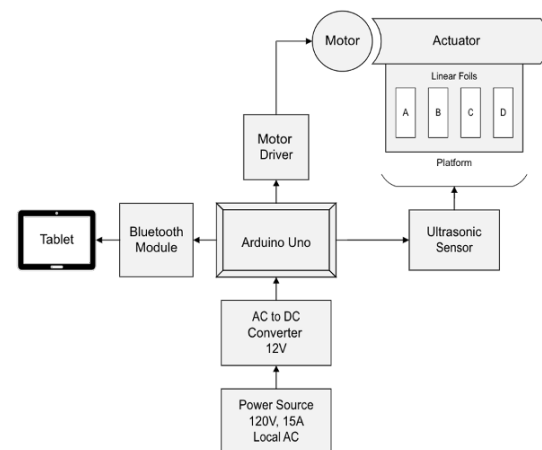 Motor
Actuator
Linear Foils
A B C D
Platform
Motor
Driver
Tablet
Bluetooth
Module
Arduino Uno
Ultrasonic
Sensor
AC to DC
Converter
12V
Power Source
120V, 15A
Local AC